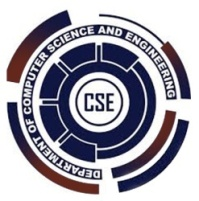 DEPARTMENT OF COMPUTER SCIENCE AND ENGINEERING
CSE